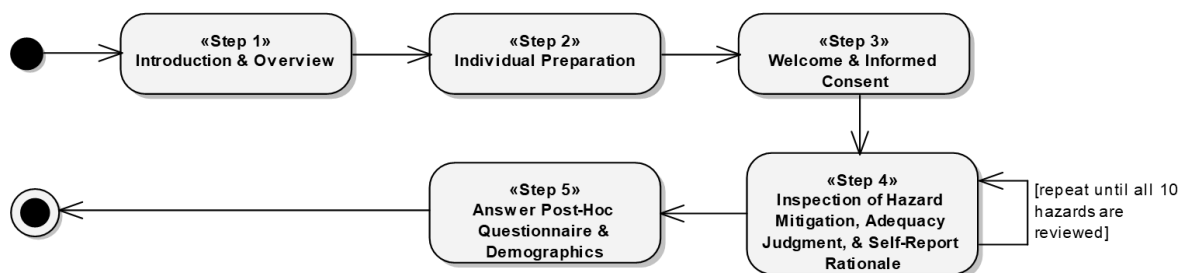 «Step 1»
Introduction & Overview
«Step 2»
Individual Preparation
«Step 3»
Welcome & Informed
Consent
«Step 4»
Inspection of Hazard
Mitigation, Adequacy
Judgment, & Self-Report
Rationale
[repeat until all 10
hazards are
reviewed]
«Step 5»
Answer Post-Hoc
Questionnaire &
Demographics